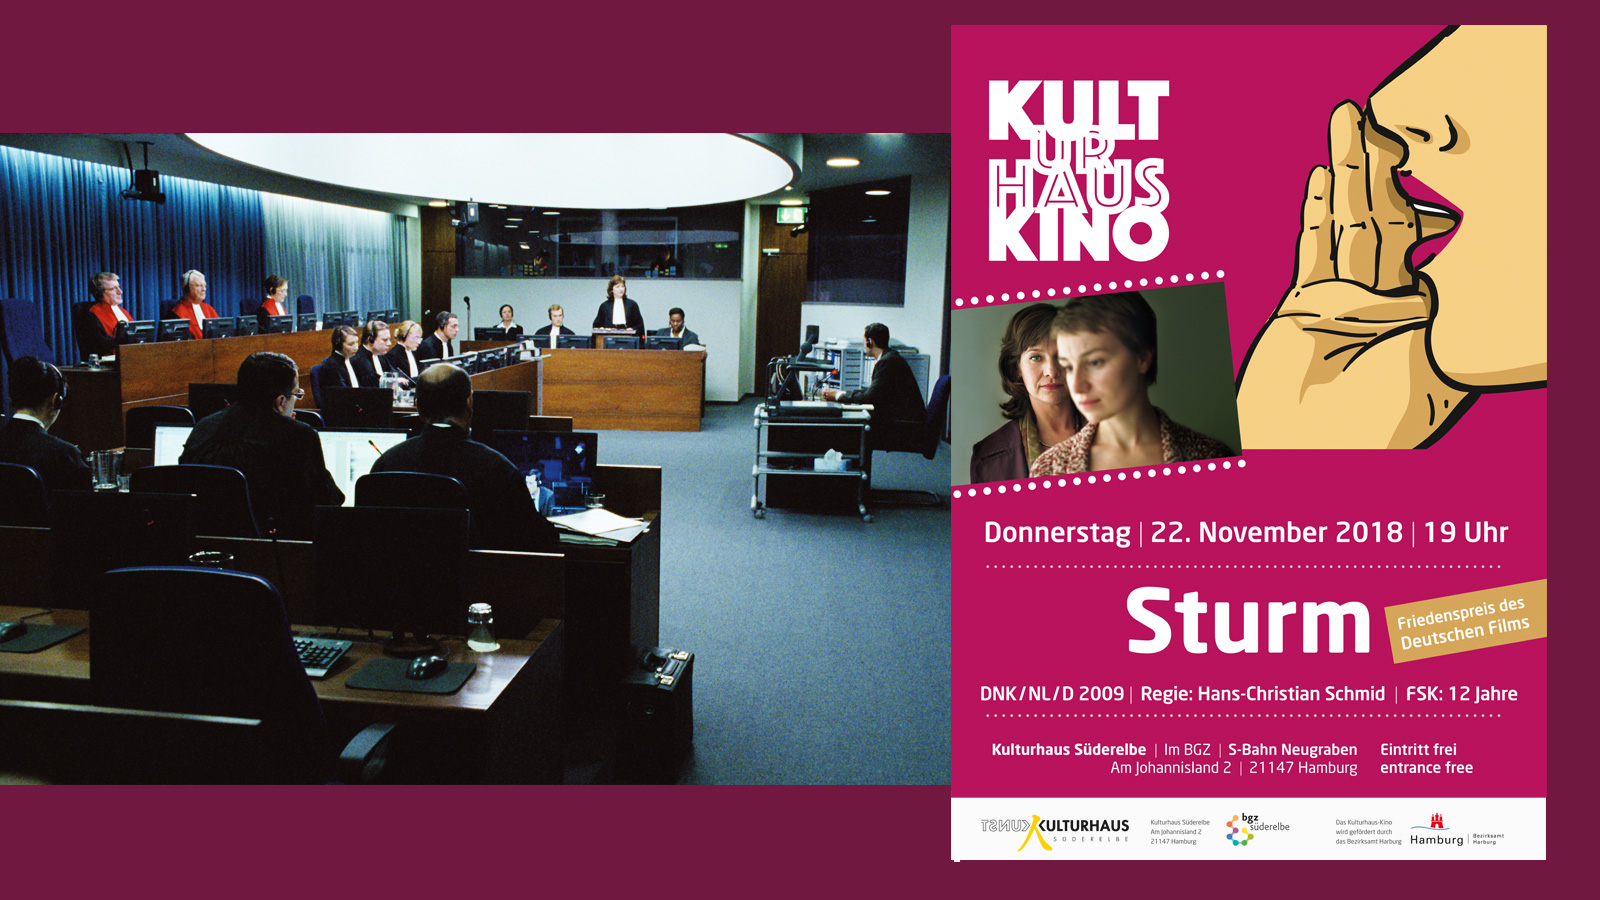 KULT
UR
HAUS
KINO
Donnerstag | 22. November 2018 | 19 Uhr
Sturm
Friedenspreis des
Deutschen Films
DNK/NL/D 2009 | Regie: Hans-Christian Schmid | FSK: 12 Jahre
Kulturhaus Süderelbe | Im BGZ | S-Bahn Neugraben
Am Johannisland 2 | 21147 Hamburg
Eintritt frei
entrance free
KUNST KULTURHAUS
SÜDERELBE
Kulturhaus Süderelbe
Am Johannisland 2
21147 Hamburg
bgz
süderelbe
Das Kulturhaus-Kino
wird gefördert durch
das Bezirksamt Harburg
Hamburg | Bezirksamt
Harburg